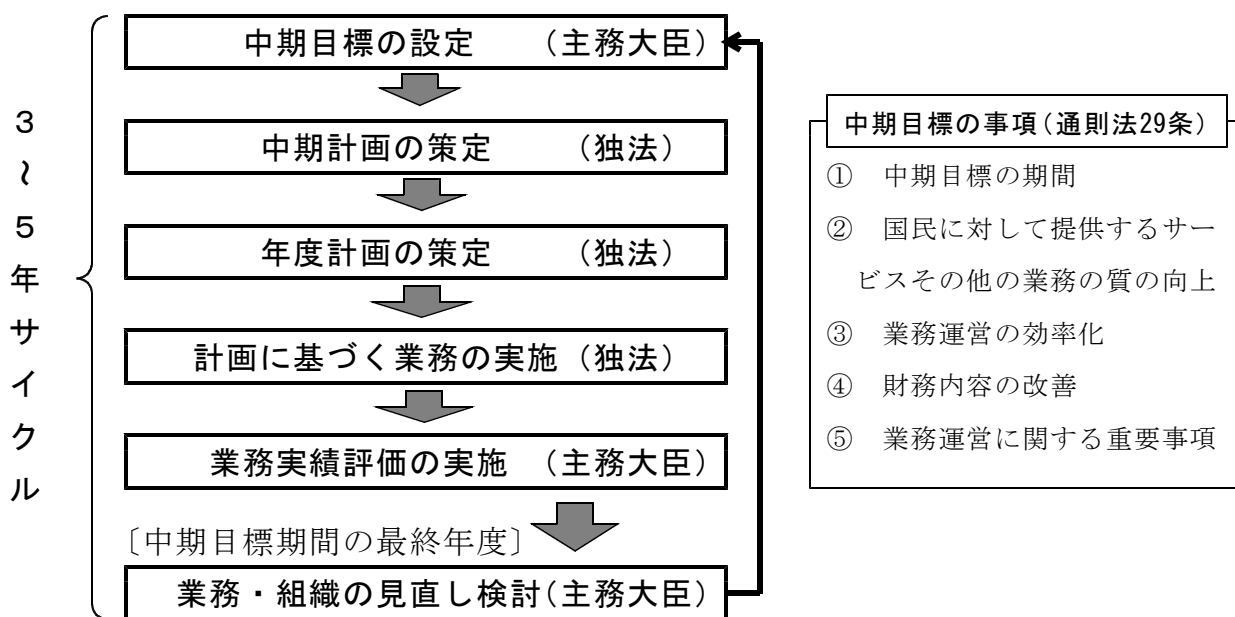 3~5年サイクル
中期目標の設定 (主務大臣)
中期計画の策定 (独法)
年度計画の策定 (独法)
計画に基づく業務の実施 (独法)
業務実績評価の実施 (主務大臣)
〔中期目標期間の最終年度〕
業務・組織の見直し検討(主務大臣)
中期目標の事項(通則法29条)
① 中期目標の期間
② 国民に対して提供するサー
ビスその他の業務の質の向上
③ 業務運営の効率化
④ 財務内容の改善
⑤ 業務運営に関する重要事項